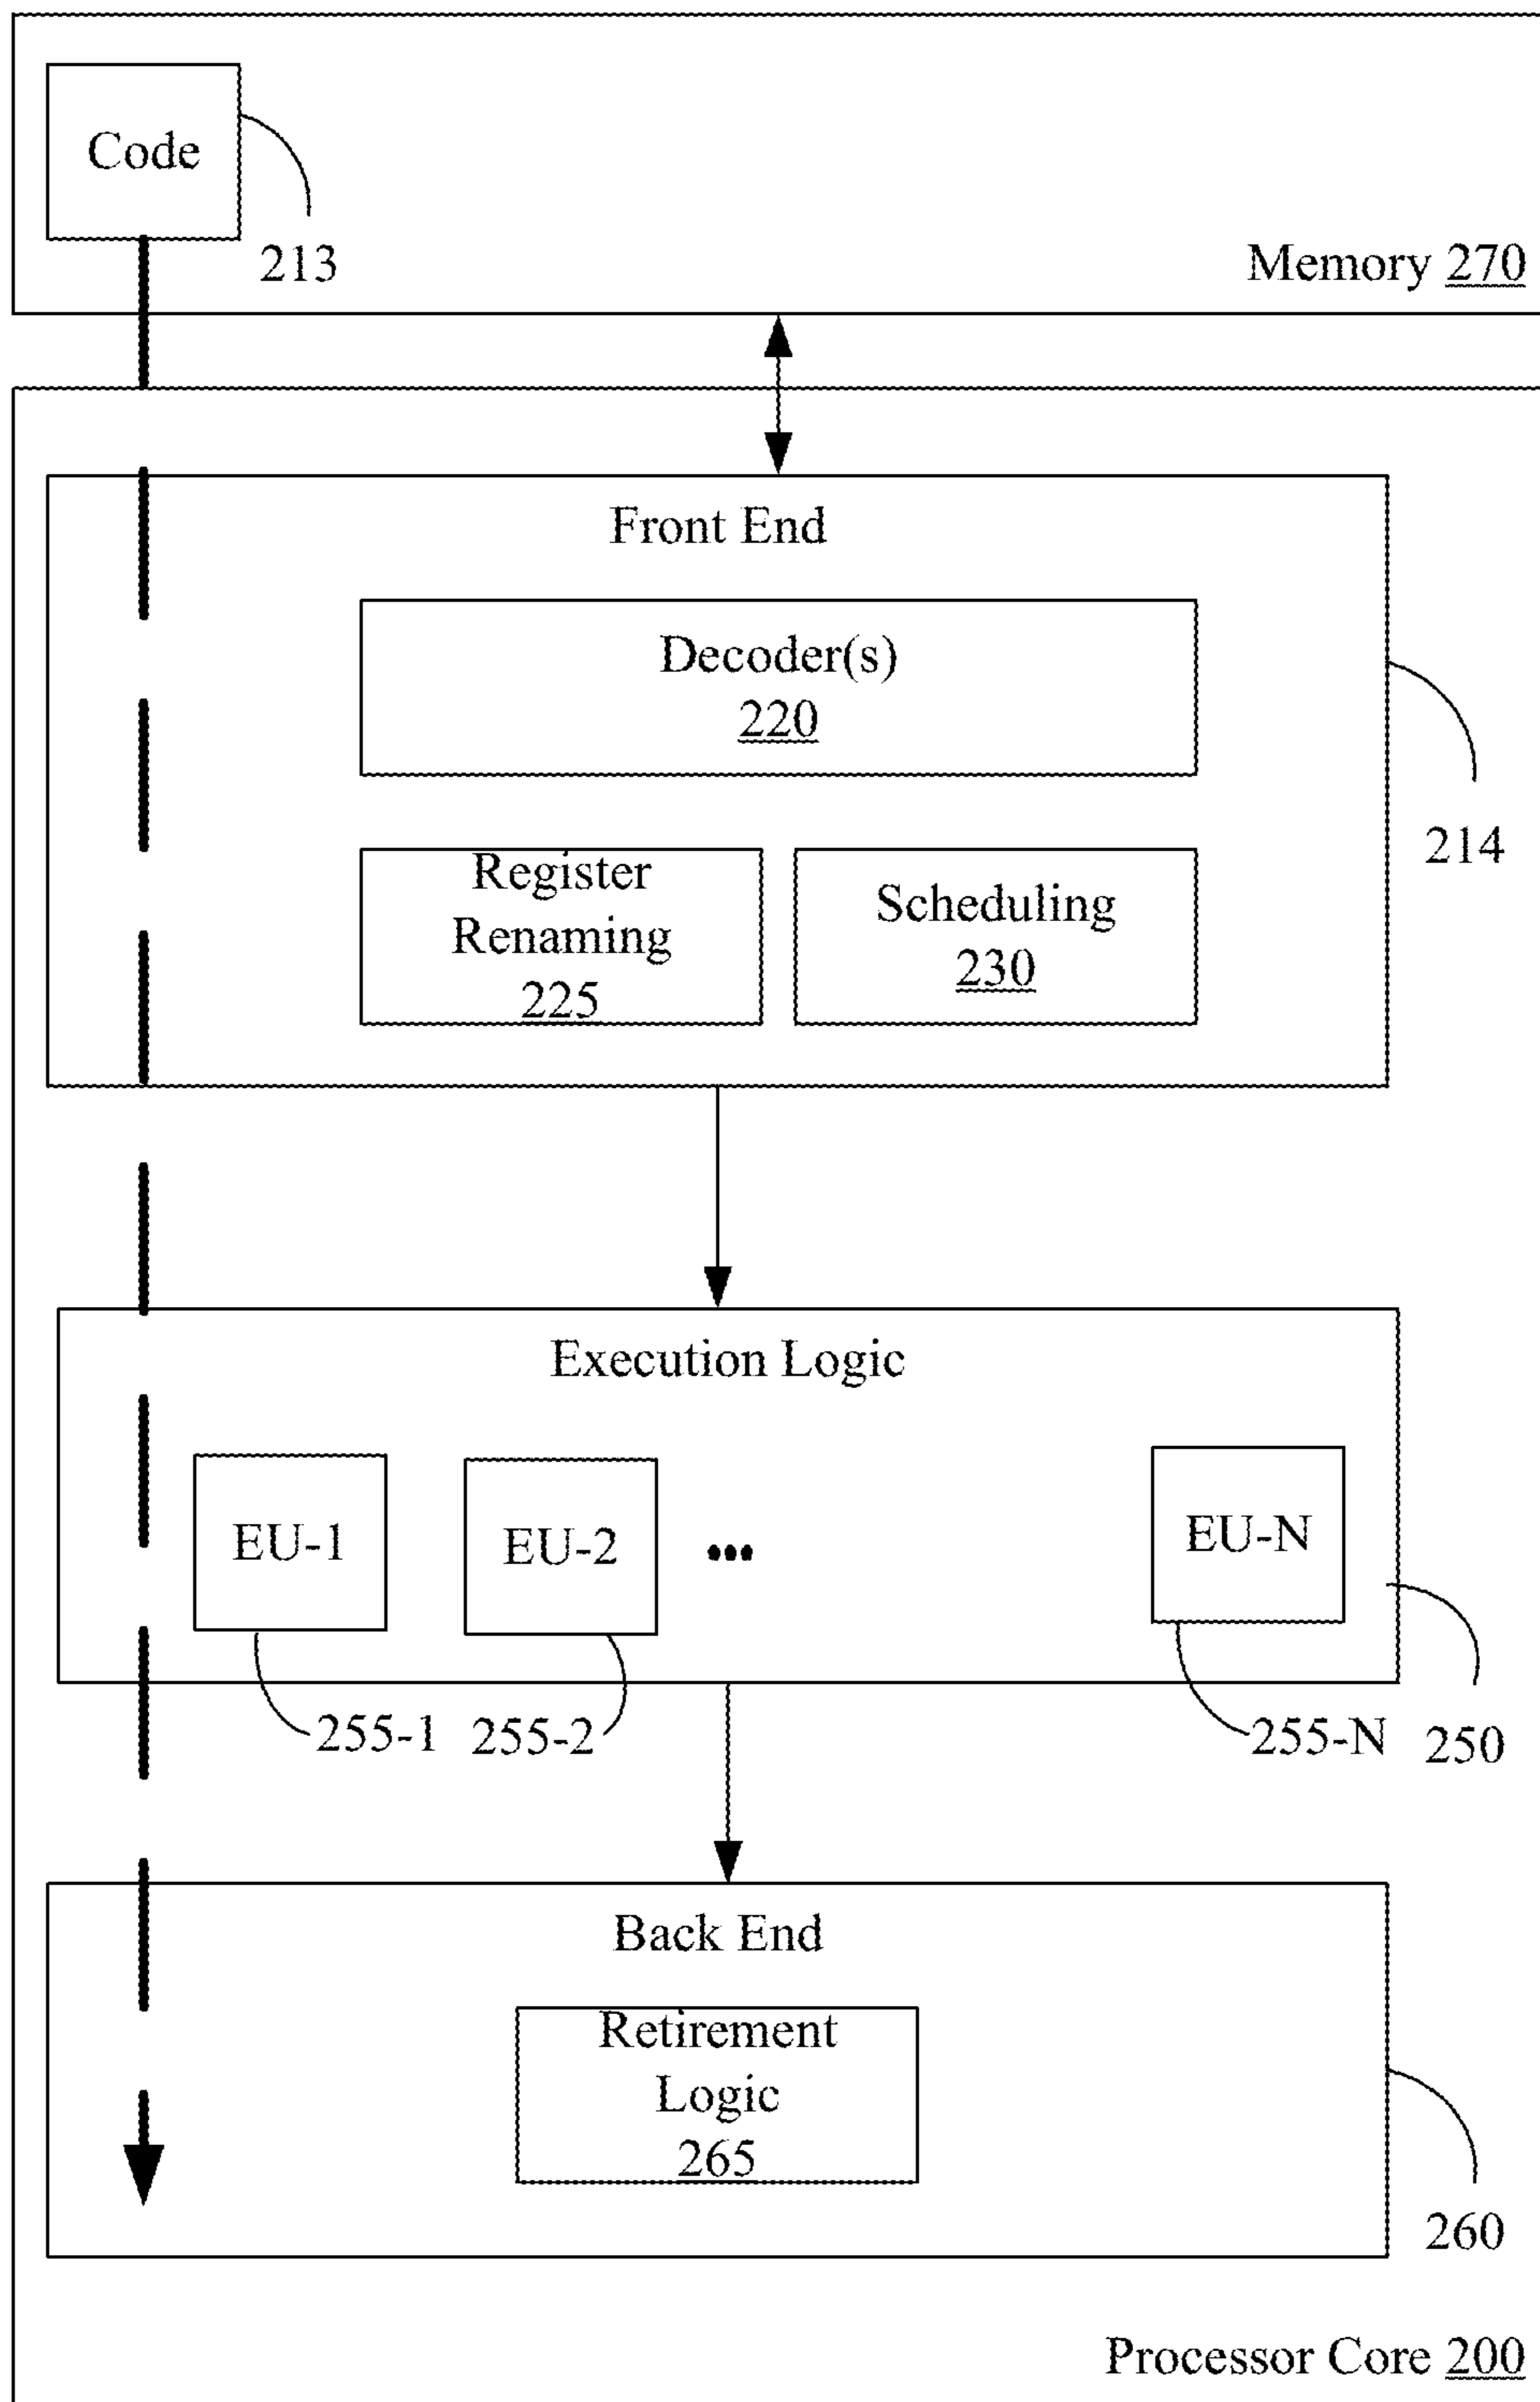 Code
213
Memory 270
Front End
Decoder(s)
220
214
Register
Renaming
225
Scheduling
230
Execution Logic
EU-1
EU-2
EU-N
255-1
255-2
255-N
250
Back End
Retirement
Logic
265
260
Processor Core 200